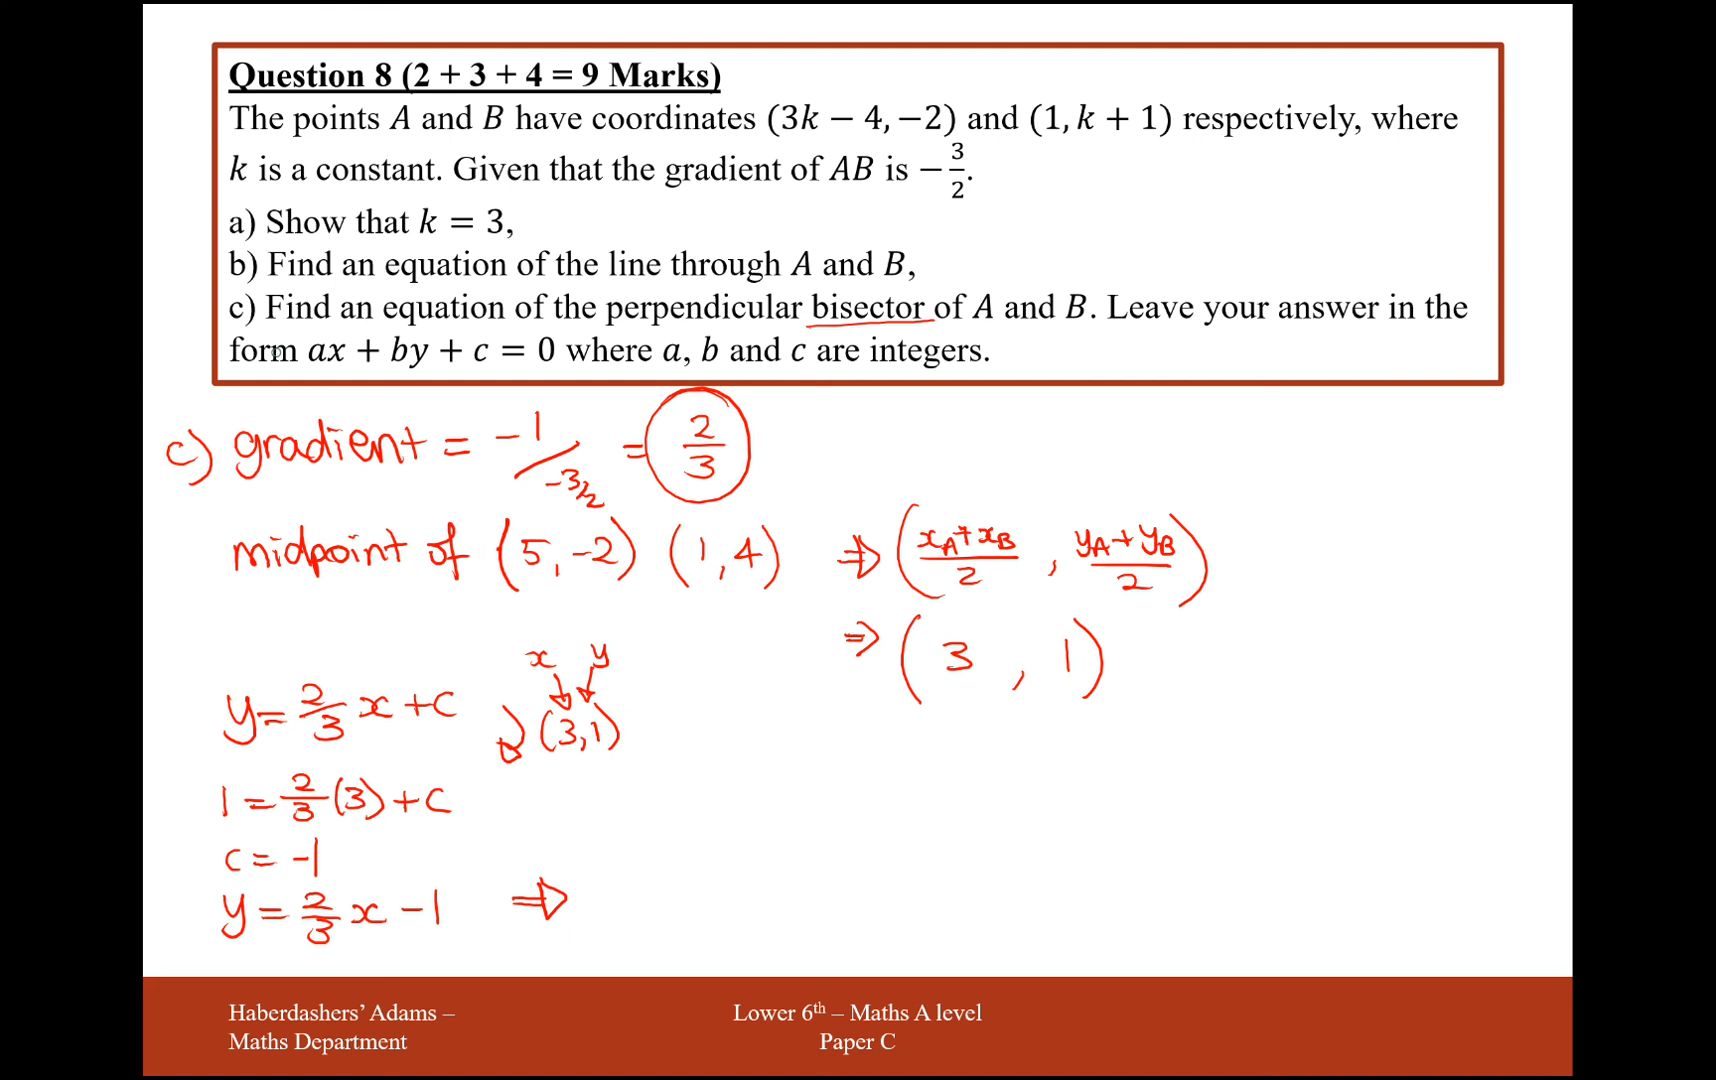 Question 8 (2 + 3 + 4 = 9 Marks)
The points A and B have coordinates (3k − 4, −2) and (1, k + 1) respectively, where
k is a constant. Given that the gradient of AB is −3/2.
a) Show that k = 3,
b) Find an equation of the line through A and B,
c) Find an equation of the perpendicular bisector of A and B. Leave your answer in the
form ax + by + c = 0 where a, b and c are integers.
c) gradient = -1/-3/2 = 2/3
midpoint of (5,-2) (1,4) ⇒ (xA+xB/2 , yA+yB/2)
⇒ (3 , 1)
x y
y = 2/3 x + c (3,1)
1 = 2/3 (3) + c
c = -1
y = 2/3 x - 1 ⇒
Haberdashers' Adams –
Maths Department
Lower 6th – Maths A level
Paper C